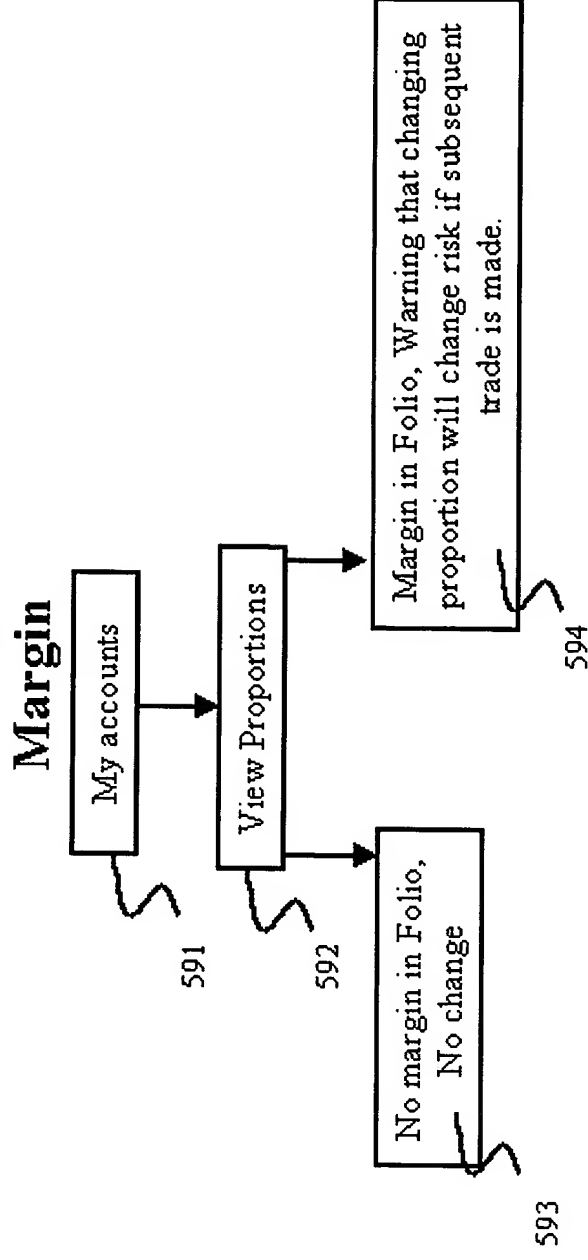 Margin
My accounts
591
View Proportions
592
No margin in Folio,
No change
593
Margin in Folio, Warning that changing
proportion will change risk if subsequent
trade is made.
594